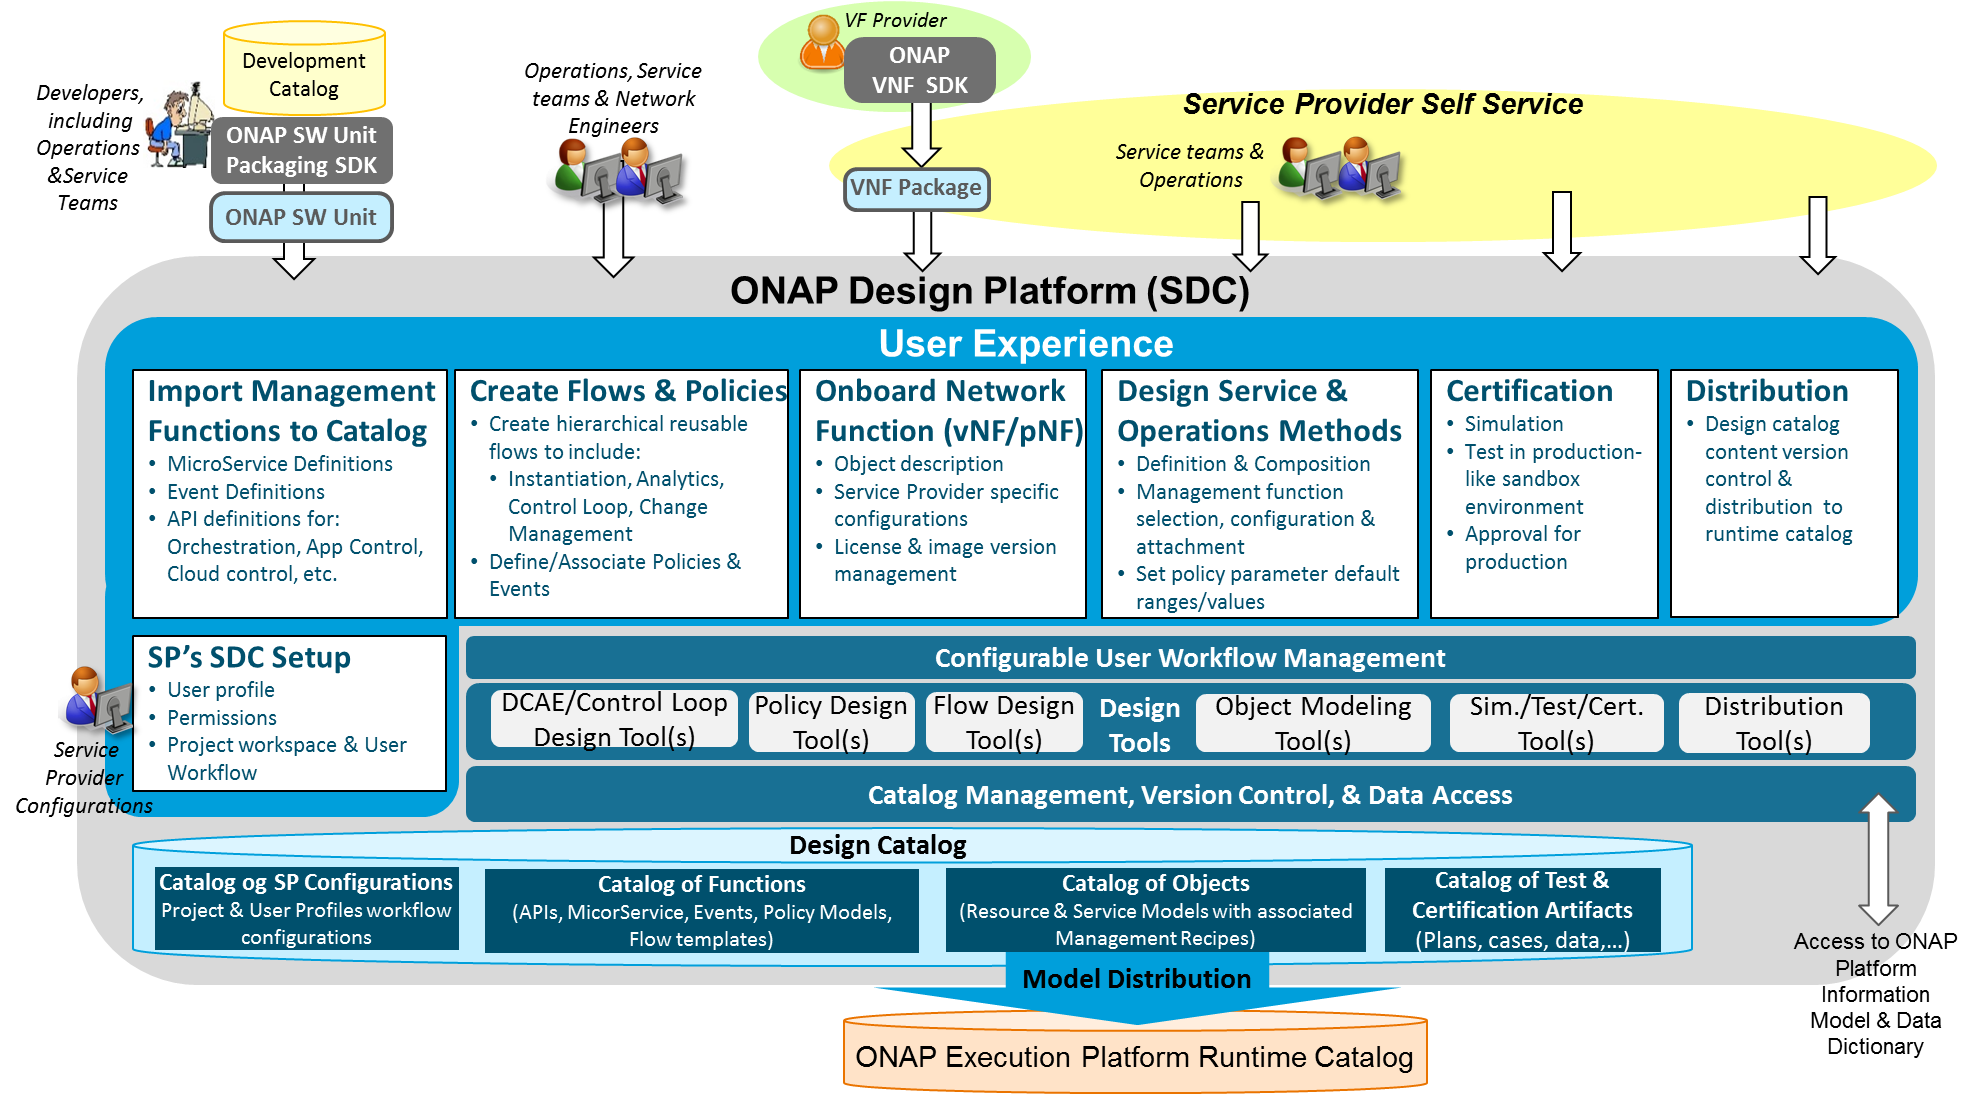 Development
Catalog
Developers,
including
Operations
&Service
Teams
ONAP SW Unit
Packaging SDK
ONAP SW Unit
Operations, Service
teams & Network
Engineers
VF Provider
ONAP
VNF SDK
VNF Package
Service Provider Self Service
Service teams &
Operations
ONAP Design Platform (SDC)
User Experience
Import Management
Functions to Catalog
• MicroService Definitions
• Event Definitions
• API definitions for:
Orchestration, App Control,
Cloud control, etc.
Create Flows & Policies
• Create hierarchical reusable
flows to include:
• Instantiation, Analytics,
Control Loop, Change
Management
• Define/Associate Policies &
Events
Onboard Network
Function (vNF/pNF)
• Object description
• Service Provider specific
configurations
• License & image version
management
Design Service &
Operations Methods
• Definition & Composition
• Management function
selection, configuration &
attachment
• Set policy parameter default
ranges/values
Certification
• Simulation
• Test in production-
like sandbox
environment
• Approval for
production
Distribution
• Design catalog
content version
control &
distribution to
runtime catalog
SP’s SDC Setup
• User profile
• Permissions
• Project workspace & User
Workflow
Service
Provider
Configurations
Configurable User Workflow Management
DCAE/Control Loop
Design Tool(s)
Policy Design
Tool(s)
Flow Design
Tool(s)
Design
Tools
Object Modeling
Tool(s)
Sim./Test/Cert.
Tool(s)
Distribution
Tool(s)
Catalog Management, Version Control, & Data Access
Design Catalog
Catalog og SP Configurations
Project & User Profiles workflow
configurations
Catalog of Functions
(APIs, MicorService, Events, Policy Models,
Flow templates)
Catalog of Objects
(Resource & Service Models with associated
Management Recipes)
Catalog of Test &
Certification Artifacts
(Plans, cases, data,...)
Access to ONAP
Platform
Information
Model & Data
Dictionary
Model Distribution
ONAP Execution Platform Runtime Catalog